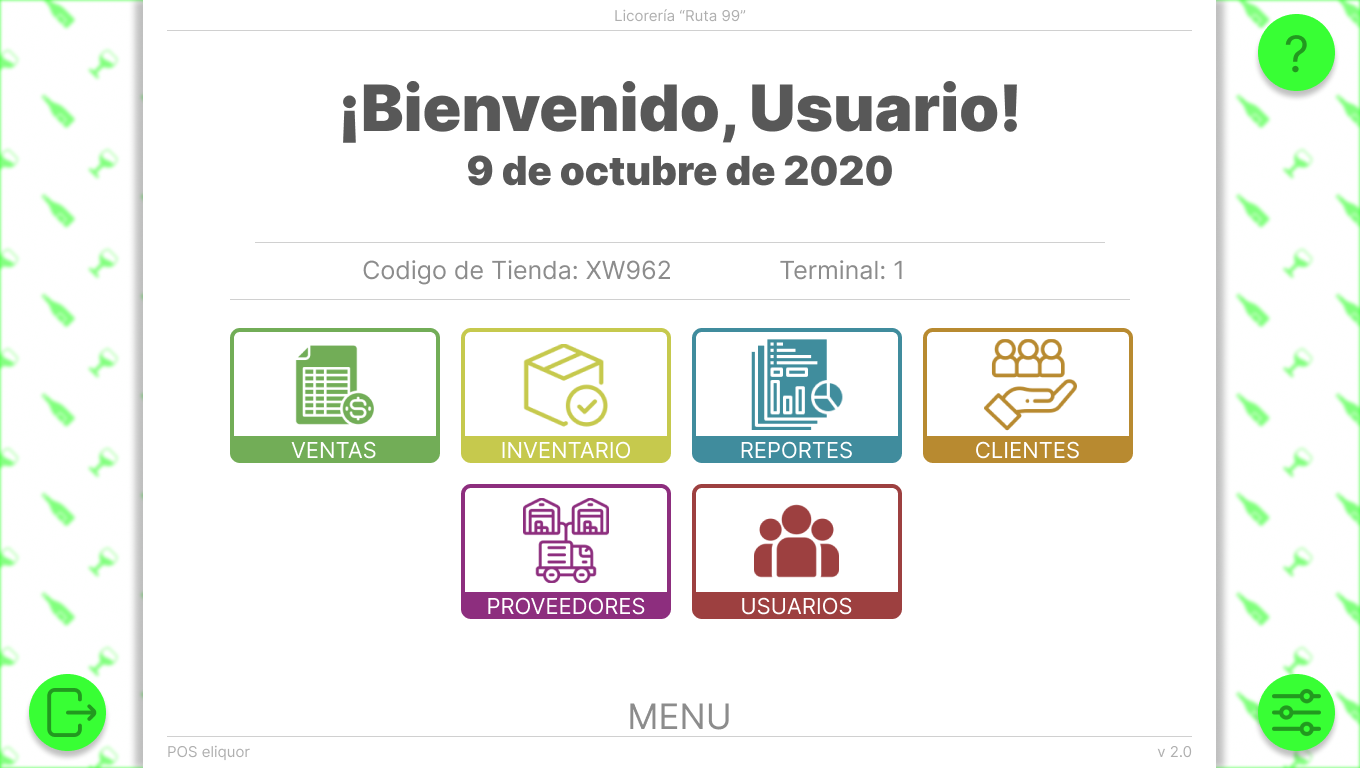 Licorería “Ruta 99”
?
¡Bienvenido, Usuario!
9 de octubre de 2020
Codigo de Tienda: XW962 Terminal: 1
VENTAS INVENTARIO REPORTES CLIENTES
PROVEEDORES USUARIOS
MENU
POS eliquor v 2.0